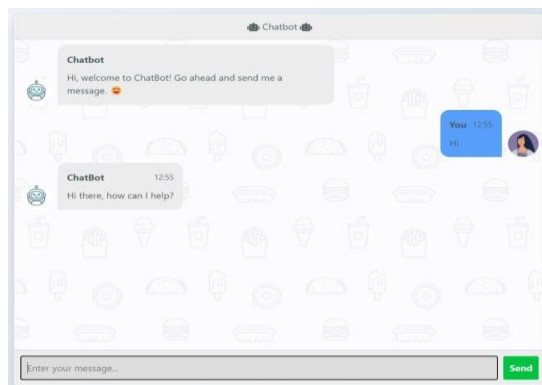 Chatbot
Chatbot
Hi, welcome to ChatBot! Go ahead and send me a
message. 😍
You 12:55
Hi
ChatBot 12:55
Hi there, how can I help?
Enter your message...
Send